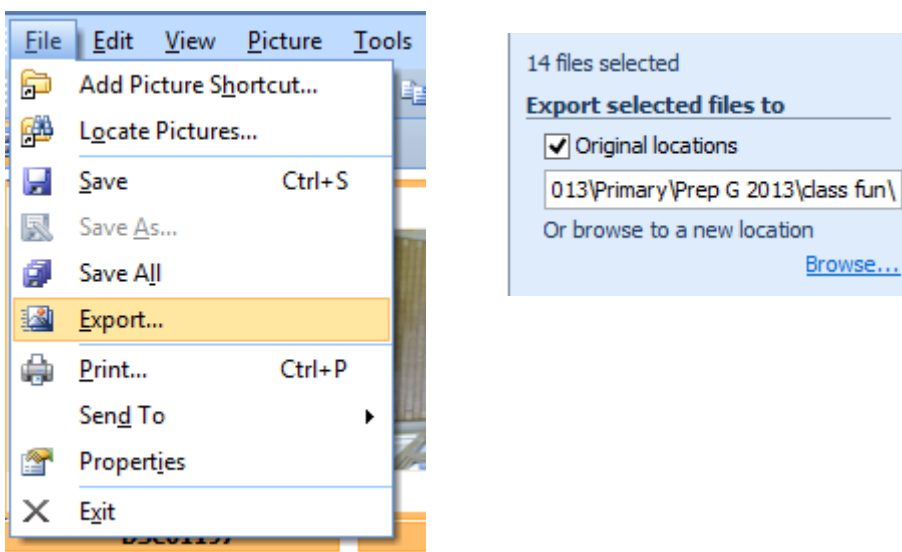 File Edit View Picture Tools
Add Picture Shortcut...
Locate Pictures...
Save Ctrl+S
Save As...
Save All
Export...
Print... Ctrl+P
Send To
Properties
Exit
14 files selected
Export selected files to
Original locations
013\Primary\Prep G 2013\class fun\
Or browse to a new location
Browse...